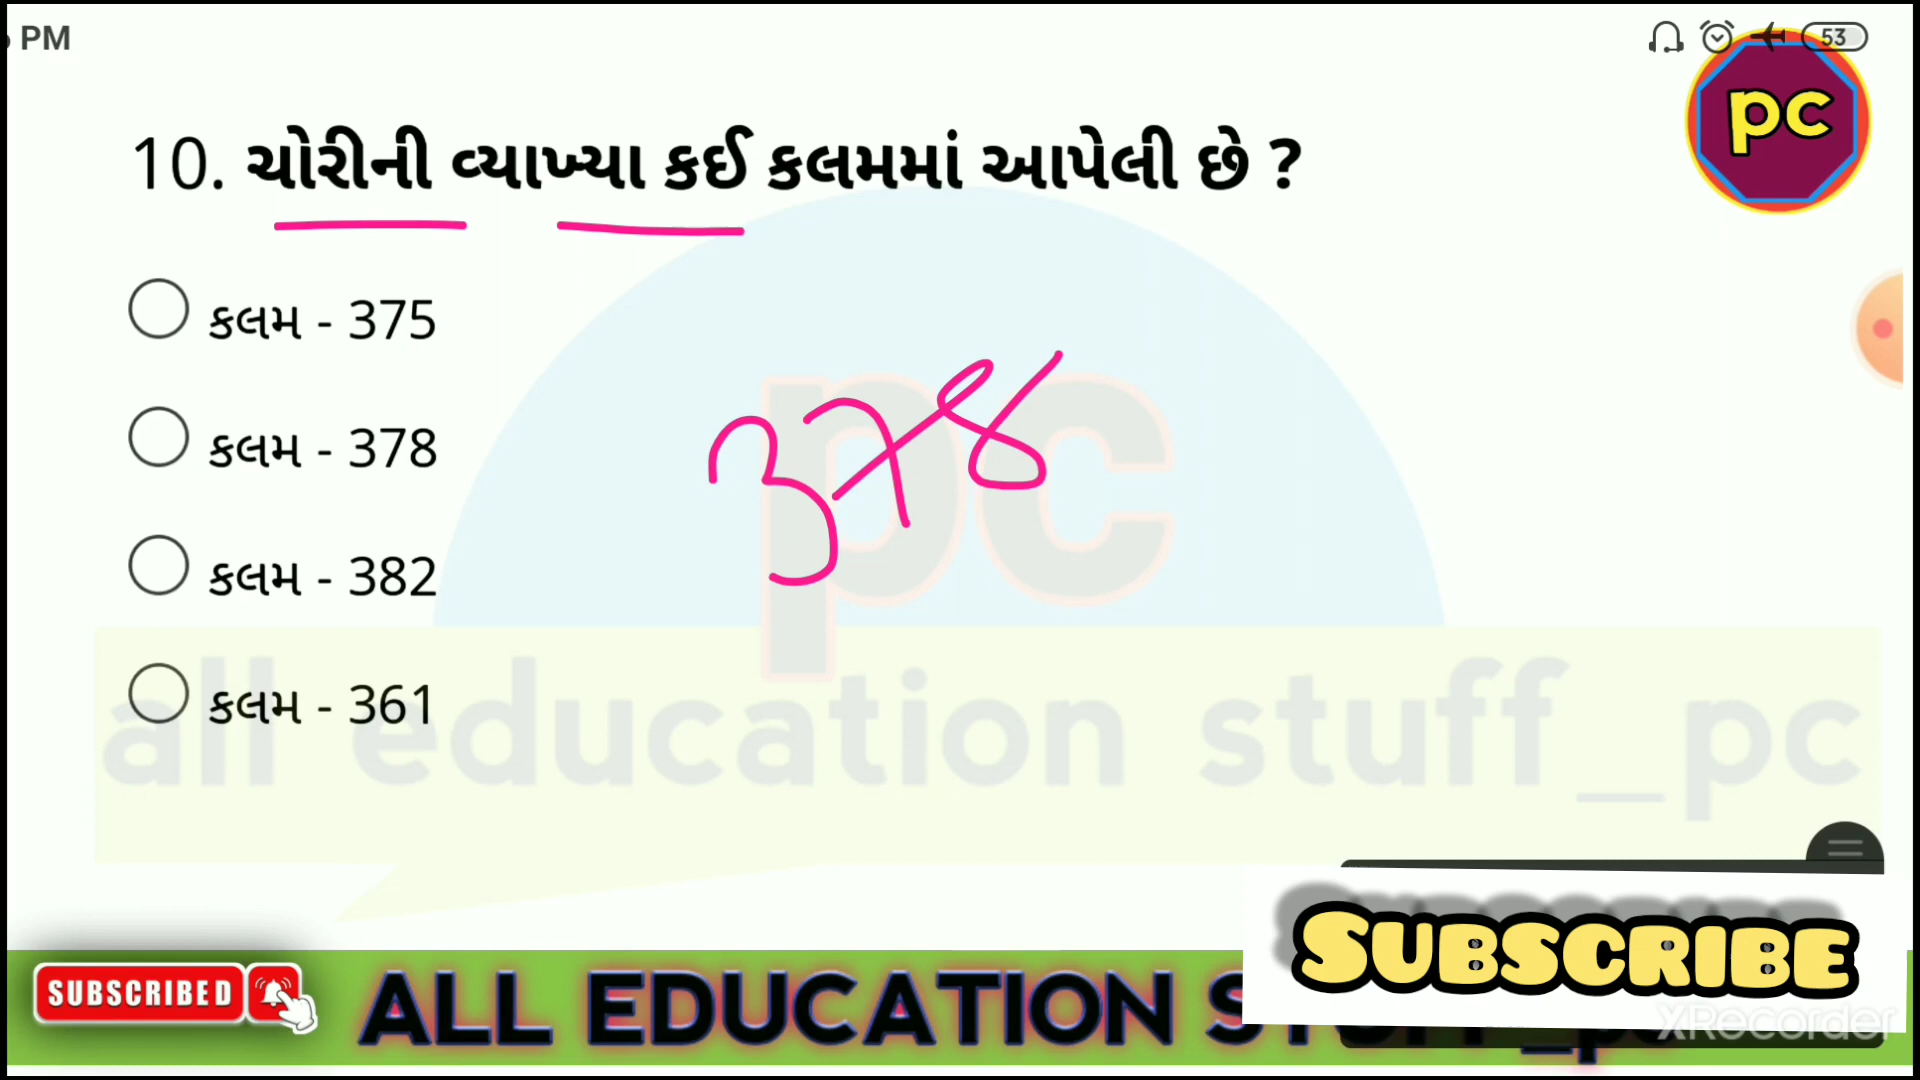 PM
53
pc
10. ચોરીની વ્યાખ્યા કઈ કલમમાં આપેલી છે ?
કલમ - 375
કલમ - 378
કલમ - 382
કલમ - 361
378
pc
all education stuff_pc
SUBSCRIBED
ALL EDUCATION
SUBSCRIBE
XRecorder